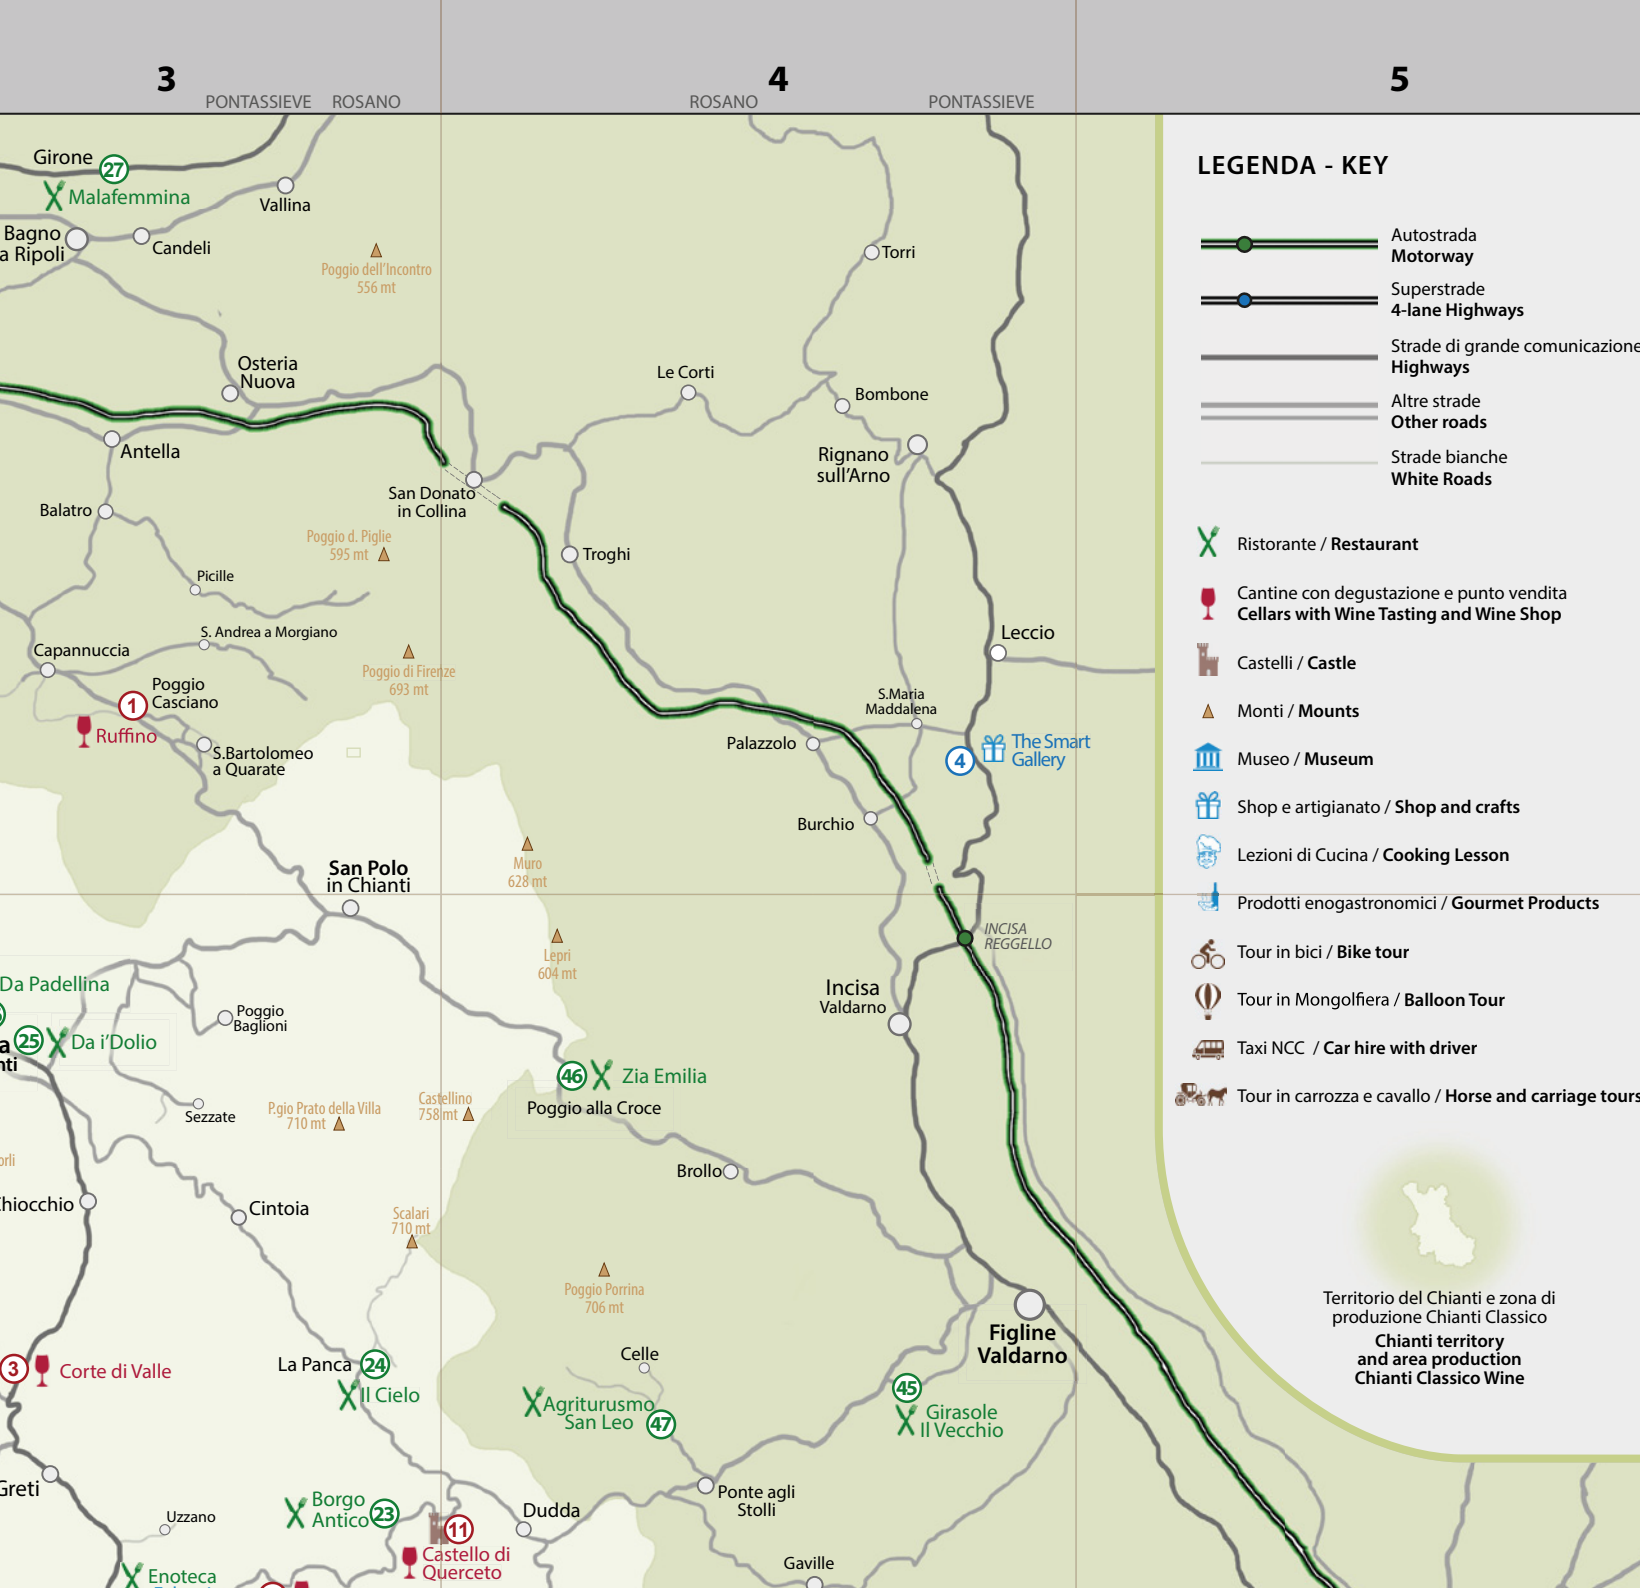 3
4
5
PONTASSIEVE
ROSANO
ROSANO
PONTASSIEVE
Girone
27
Malafemmina
Vallina
Bagno
a Ripoli
Candeli
Poggio dell'Incontro
556 mt
Torri
Osteria
Nuova
Le Corti
Bombone
Antella
Rignano
sull'Arno
San Donato
in Collina
Balatro
Poggio d. Piglie
595 mt
Troghi
Picille
S. Andrea a Morgiano
Capannuccia
Leccio
Poggio di Firenze
693 mt
Poggio
Casciano
1
Ruffino
S.Maria
Maddalena
S.Bartolomeo
a Quarate
Palazzolo
4
The Smart
Gallery
Burchio
Muro
628 mt
San Polo
in Chianti
Lepri
604 mt
INCISA
REGGELLO
Da Padellina
Incisa
Valdarno
Poggio
Baglioni
a
nti
25
Da i'Dolio
46
Zia Emilia
Poggio alla Croce
Sezzate
P.gio Prato della Villa
710 mt
Castellino
758 mt
orli
Brollo
Chiocchio
Cintoia
Scalari
710 mt
Poggio Porrina
706 mt
Figline
Valdarno
Celle
3
Corte di Valle
La Panca
24
Il Cielo
Agriturusmo
San Leo
47
45
Girasole
Il Vecchio
Greti
Ponte agli
Stolli
Borgo
Antico
23
Uzzano
Dudda
11
Castello di
Querceto
Gaville
Enoteca
LEGENDA - KEY
Autostrada
Motorway
Superstrade
4-lane Highways
Strade di grande comunicazione
Highways
Altre strade
Other roads
Strade bianche
White Roads
Ristorante / Restaurant
Cantine con degustazione e punto vendita
Cellars with Wine Tasting and Wine Shop
Castelli / Castle
Monti / Mounts
Museo / Museum
Shop e artigianato / Shop and crafts
Lezioni di Cucina / Cooking Lesson
Prodotti enogastronomici / Gourmet Products
Tour in bici / Bike tour
Tour in Mongolfiera / Balloon Tour
Taxi NCC / Car hire with driver
Tour in carrozza e cavallo / Horse and carriage tours
Territorio del Chianti e zona di
produzione Chianti Classico
Chianti territory
and area production
Chianti Classico Wine